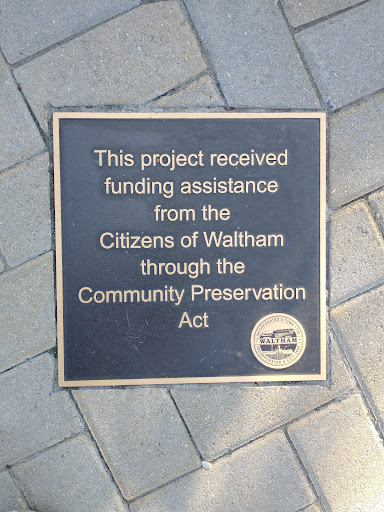 This project received
funding assistance
from the
Citizens of Waltham
through the
Community Preservation
Act
WALTHAM